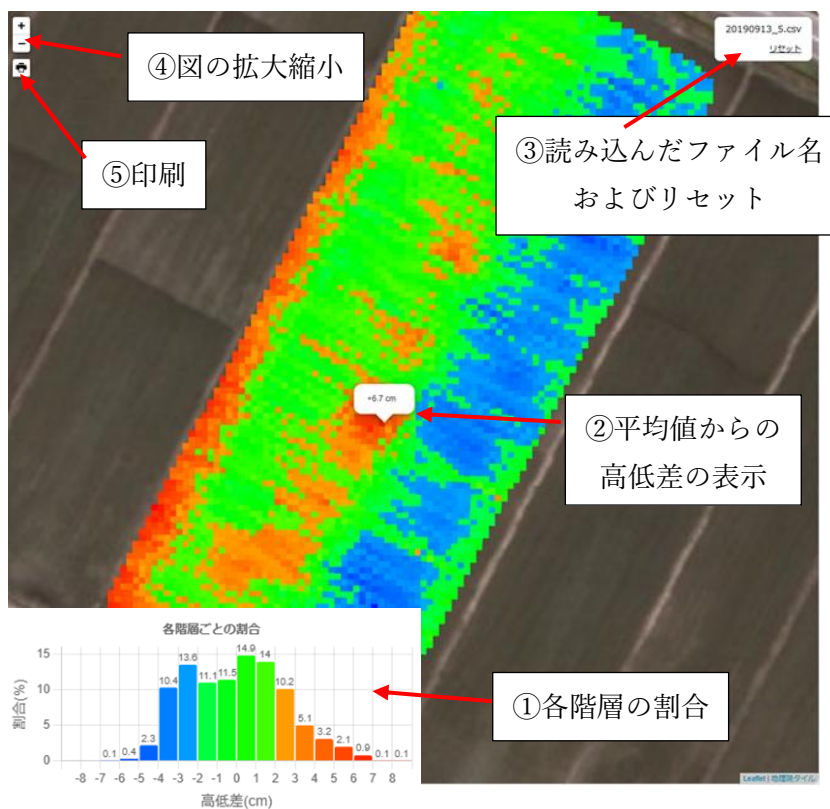 +
−
④図の拡大縮小
⑤印刷
20190913_5.csv
リセット
③読み込んだファイル名
およびリセット
+6.7 cm
②平均値からの
高低差の表示
各階層ごとの割合
割合(%)
15
10
5
0
0.1 0.4 2.3 10.4 13.6 11.1 11.5 14.9 14 10.2 5.1 3.2 2.1 0.9 0.1 0.1
-8 -7 -6 -5 -4 -3 -2 -1 0 1 2 3 4 5 6 7 8
高低差(cm)
①各階層の割合
Leaflet | 地理院タイル